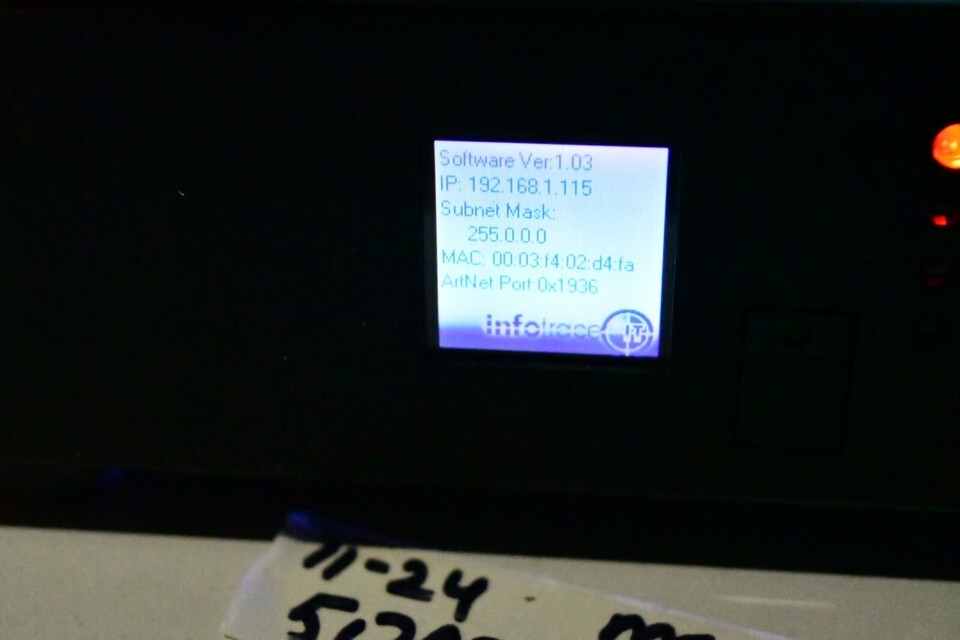 Software Ver:1.03
IP: 192.168.1.115
Subnet Mask:
255.0.0.0
MAC: 00:03:f4:02:d4:fa
ArtNet Port:0x1936
infotrace IT
11-24